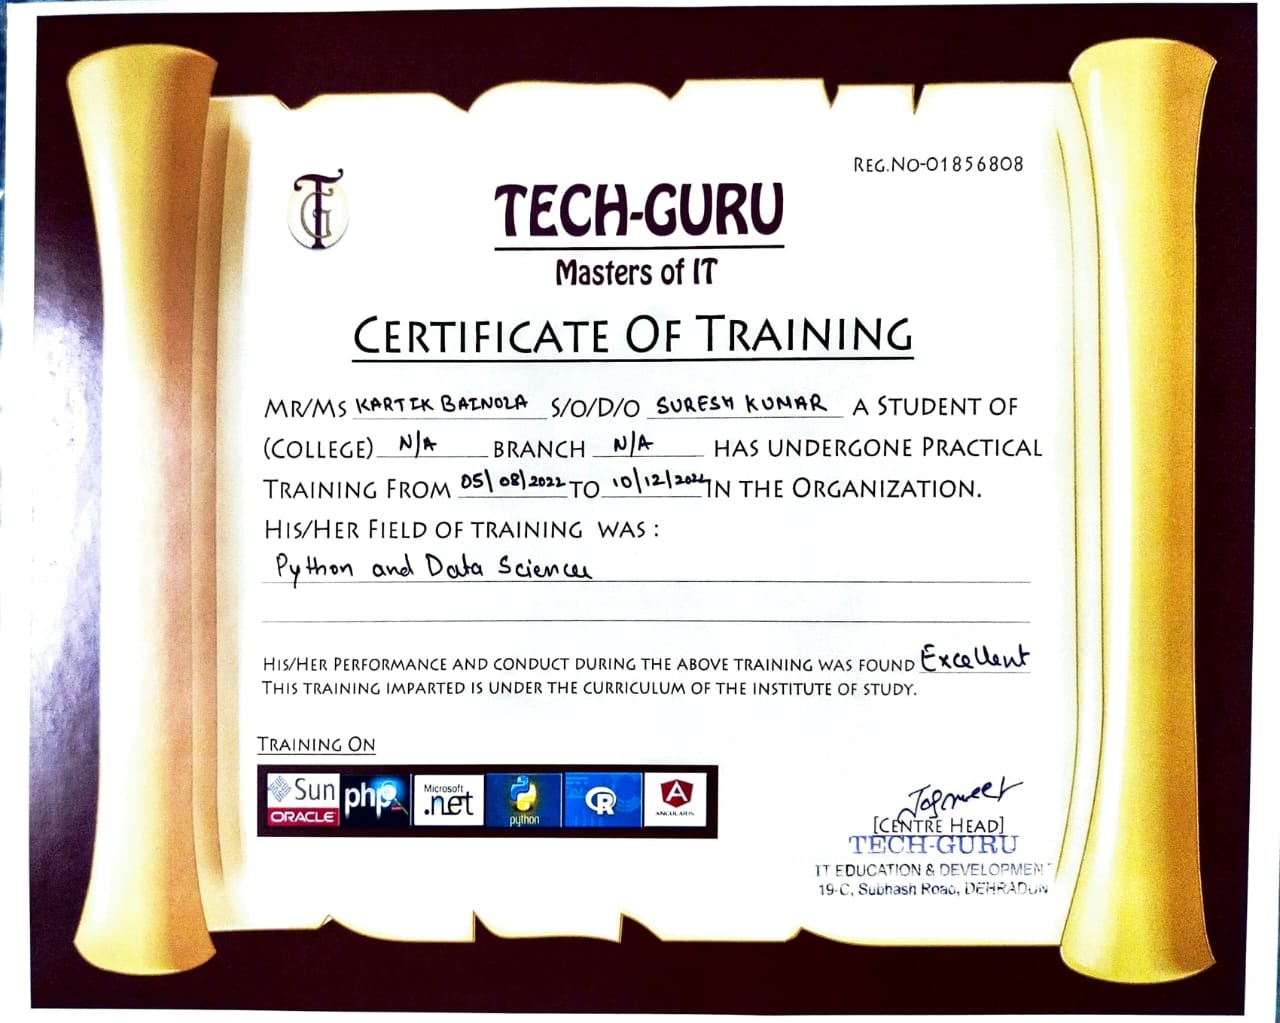 REG.NO-01856808
TG
TECH-GURU
Masters of IT
CERTIFICATE OF TRAINING
MR/MS KARTIK BAINOLA S/O/D/O SURESH KUMAR A STUDENT OF
(COLLEGE) N/A BRANCH N/A HAS UNDERGONE PRACTICAL
TRAINING FROM 05/08/2022 TO 10/12/2022 IN THE ORGANIZATION.
HIS/HER FIELD OF TRAINING WAS :
Python and Data Science
HIS/HER PERFORMANCE AND CONDUCT DURING THE ABOVE TRAINING WAS FOUND Excellent
THIS TRAINING IMPARTED IS UNDER THE CURRICULUM OF THE INSTITUTE OF STUDY.
TRAINING ON
Sun ORACLE php Microsoft .net python R A ANGULARJS
[CENTRE HEAD]
TECH-GURU
IT EDUCATION & DEVELOPMENT
19-C, Subhash Road, DEHRADUN